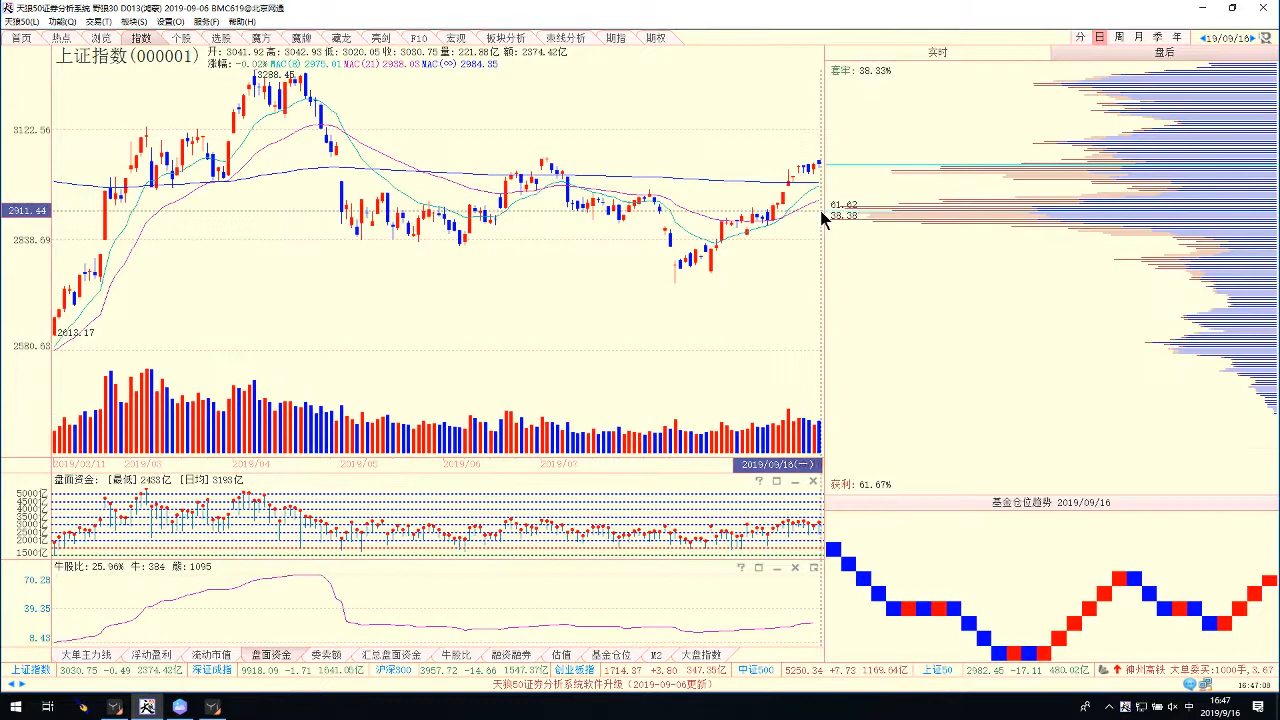 天狼50证券分析系统 野狼30 D013(鸿蒙) 2019-09-06 BMC619@北京网通
天狼50(L) 功能(Q) 交易(T) 板块(S) 设置(O) 服务(F) 帮助(H)
首页 热点 浏览 指数 个股 选股 魔方 魔牌 藏龙 亮剑 F10 宏观 板块分析 乘线分析 期指 期权
分 日 周 月 季 年 19/09/16
上证指数(000001) 开: 3041.92 高: 3042.93 低: 3020.05 收: 3030.75 量: 221.88亿 额: 2374.42亿
涨幅: -0.02% MAC(8) 2975.01 MAC(21) 2938.03 MAC(∞) 2984.35
实时 盘后
套牢: 38.33%
3288.45
3122.56
61.62
2911.44
38.38
2838.69
2613.17
2580.63
2019/02/11 2019/03 2019/04 2019/05 2019/06 2019/07 2019/09/16(一)
盘面资金: [最低] 2433亿 [日均] 3193亿
获利: 61.67%
5000亿
4500亿
4000亿
3500亿
3000亿
2500亿
2000亿
1500亿
基金仓位趋势 2019/09/16
牛股比: 25.96% 牛: 384 熊: 1095
70.28
39.35
8.43
大单主力线 浮动盈利 流动市值 盘面资金 委卖额 汇总盘面资金 牛股比 融资融券 估值 基金仓位 M2 大盘指数
上证指数 3030.75 -0.49 2374.42亿 深证成指 9918.09 -1.71 1641.05亿 沪深300 3957.72 -14.66 1547.37亿 创业板指 1714.37 +3.80 347.35亿 中证500 5250.34 +7.73 1169.64亿 上证50 2982.45 -17.11 480.02亿 神州高铁 大单委买:1000手,3.67
天狼50证券分析系统软件升级(2019-09-06更新)
16:47:08
中
16:47
2019/9/16